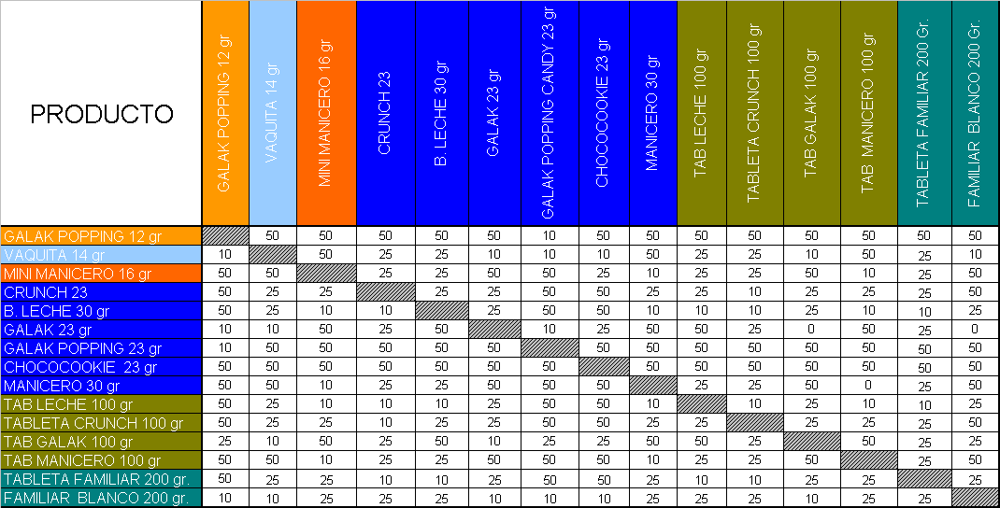 PRODUCTO GALAK POPPING 12 gr VAQUITA 14 gr MINI MANICERO 16 gr CRUNCH 23 B. LECHE 30 gr GALAK 23 gr GALAK POPPING CANDY 23 gr CHOCOCOOKIE 23 gr MANICERO 30 gr TAB LECHE 100 gr TABLETA CRUNCH 100 gr TAB GALAK 100 gr TAB MANICERO 100 gr TABLETA FAMILIAR 200 Gr. FAMILIAR BLANCO 200 Gr.
GALAK POPPING 12 gr 50 50 50 50 50 10 50 50 50 50 50 50 50 50
VAQUITA 14 gr 10 50 25 25 10 10 10 50 25 25 10 50 25 10
MINI MANICERO 16 gr 50 50 25 25 50 50 25 10 25 25 50 10 25 50
CRUNCH 23 50 25 25 25 25 50 50 25 25 10 25 25 25 50
B. LECHE 30 gr 50 25 10 10 25 50 50 25 10 10 25 10 10 25
GALAK 23 gr 10 10 50 25 50 10 25 50 50 25 0 50 25 0
GALAK POPPING 23 gr 10 50 50 50 50 50 50 50 50 50 50 50 50 50
CHOCOCOOKIE 23 gr 50 50 50 50 50 50 50 50 50 50 50 50 50 50
MANICERO 30 gr 50 50 10 25 25 50 50 50 25 25 50 0 25 50
TAB LECHE 100 gr 50 25 10 10 10 25 50 50 10 10 25 10 10 25
TABLETA CRUNCH 100 gr 50 25 25 10 25 25 50 50 25 25 25 25 25 50
TAB GALAK 100 gr 25 10 50 25 50 10 25 25 50 50 25 50 25 25
TAB MANICERO 100 gr 50 50 10 25 25 50 50 50 10 25 25 50 25 50
TABLETA FAMILIAR 200 gr. 50 25 25 10 10 25 50 50 25 10 10 25 25 25
FAMILIAR BLANCO 200 gr. 10 10 25 25 25 10 10 10 25 25 25 10 25 25